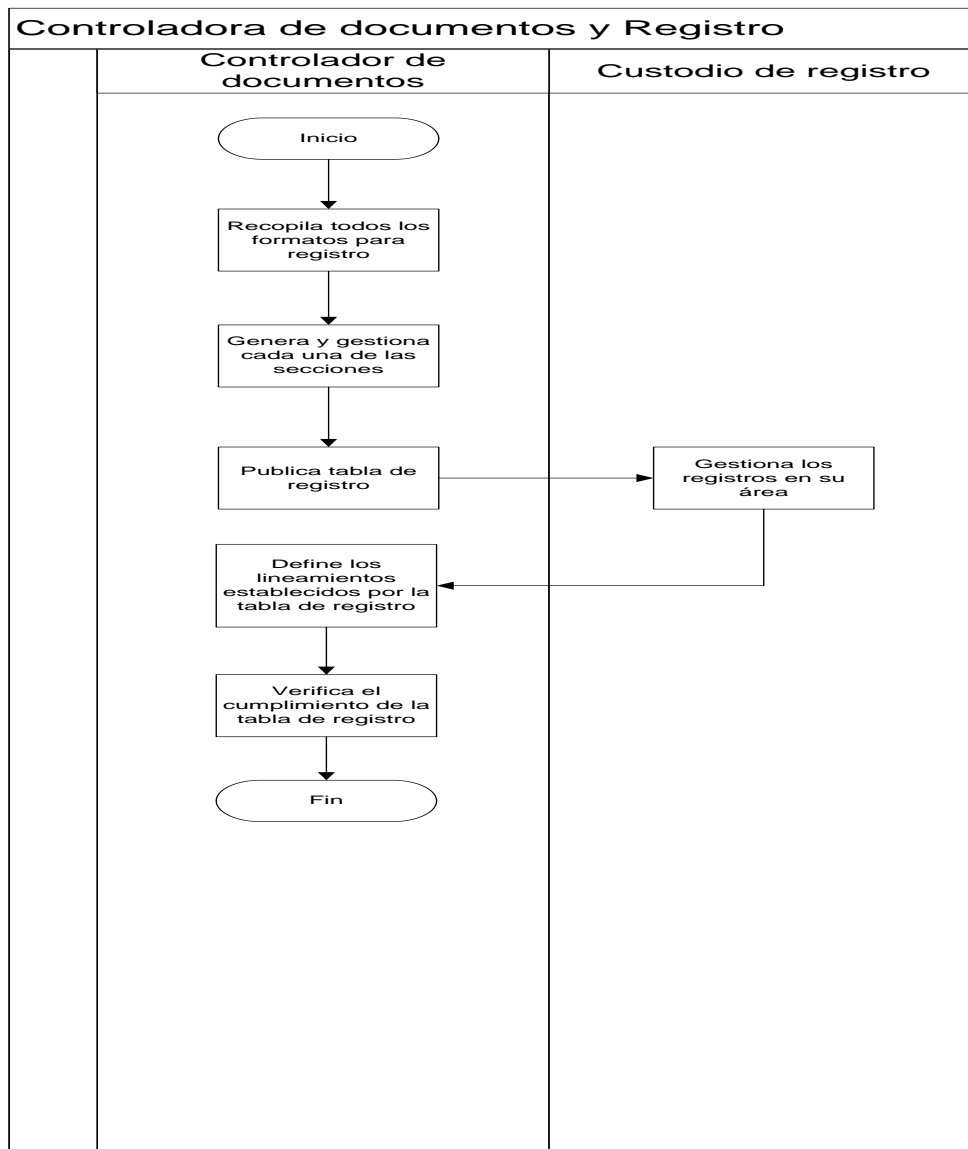 Controladora de documentos y Registro
Controlador de
documentos
Custodio de registro
Inicio
Recopila todos los
formatos para
registro
Genera y gestiona
cada una de las
secciones
Publica tabla de
registro
Gestiona los
registros en su
área
Define los
lineamientos
establecidos por la
tabla de registro
Verifica el
cumplimiento de la
tabla de registro
Fin